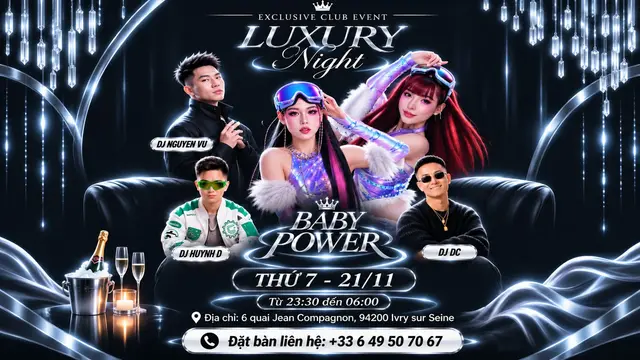 EXCLUSIVE CLUB EVENT
LUXURY
Night
DJ NGUYEN VU
DJ HUYNH D
BABY
POWER
DJ DC
THỨ 7 - 21/11
Từ 23:30 đến 06:00
Địa chỉ: 6 quai Jean Compagnon, 94200 Ivry sur Seine
Đặt bàn liên hệ: +33 6 49 50 70 67